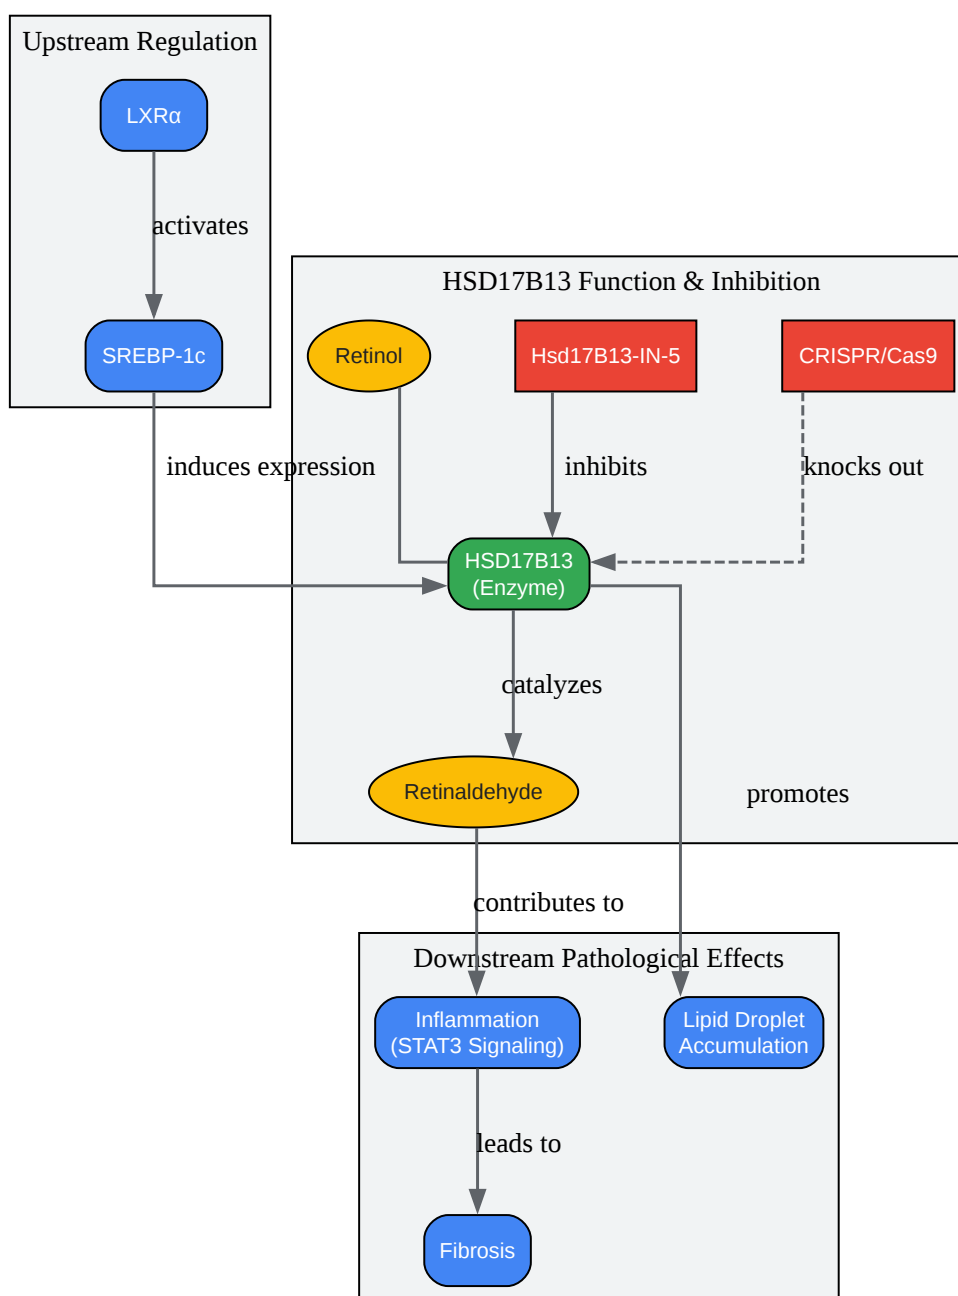 Upstream Regulation
LXRα
activates
SREBP-1c
HSD17B13 Function & Inhibition
Retinol
Hsd17B13-IN-5
CRISPR/Cas9
induces expression
inhibits
knocks out
HSD17B13
(Enzyme)
catalyzes
Retinaldehyde
promotes
contributes to
Downstream Pathological Effects
Inflammation
(STAT3 Signaling)
Lipid Droplet
Accumulation
leads to
Fibrosis